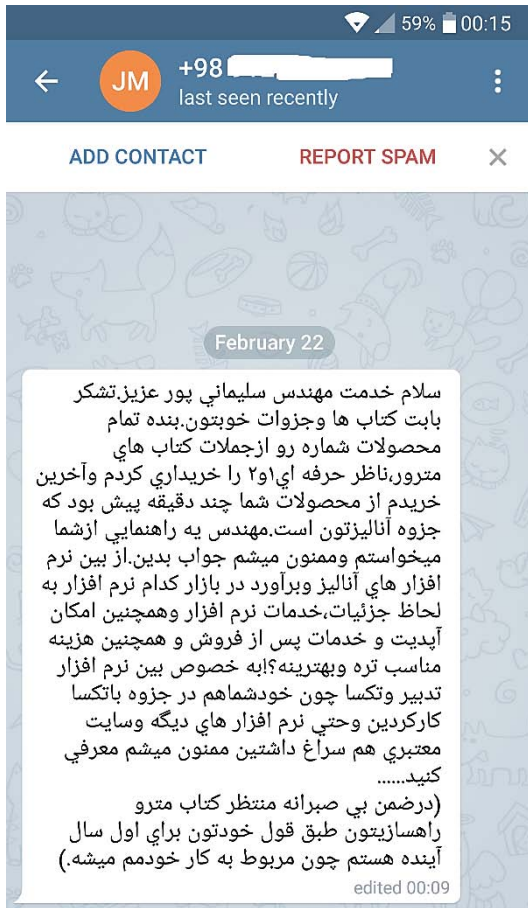 59% 00:15
JM
+98
last seen recently
ADD CONTACT
REPORT SPAM
February 22
سلام خدمت مهندس سليماني پور عزيز.تشكر
بابت كتاب ها وجزوات خوبتون.بنده تمام
محصولات شماره رو ازجملات كتاب هاي
مترور،ناظر حرفه اي۱و۲ را خريداري كردم وآخرين
خريدم از محصولات شما چند دقيقه پيش بود كه
جزوه آناليزتون است.مهندس يه راهنمايي ازشما
ميخواستم وممنون ميشم جواب بدين.از بين نرم
افزار هاي آناليز وبرآورد در بازار كدام نرم افزار به
لحاظ جزئيات،خدمات نرم افزار وهمچنين امكان
آپديت و خدمات پس از فروش و همچنين هزينه
مناسب تره وبهترينه؟!به خصوص بين نرم افزار
تدبير وتكسا چون خودشماهم در جزوه باتكسا
كاركردين وحتي نرم افزار هاي ديگه وسايت
معتبري هم سراغ داشتين ممنون ميشم معرفي
كنيد......
(درضمن بي صبرانه منتظر كتاب مترو
راهسازيتون طبق قول خودتون براي اول سال
آينده هستم چون مربوط به كار خودمم ميشه.)
edited 00:09